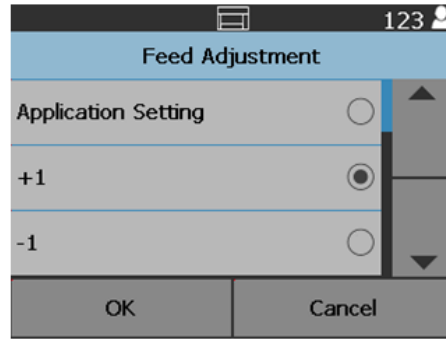 123
Feed Adjustment
Application Setting
+1
-1
OK Cancel